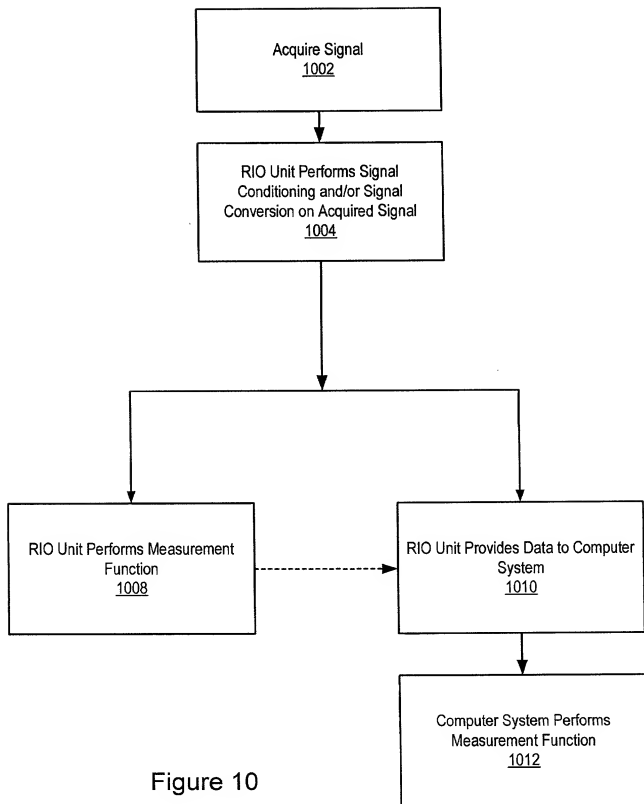 Acquire Signal
1002
RIO Unit Performs Signal
Conditioning and/or Signal
Conversion on Acquired Signal
1004
RIO Unit Performs Measurement
Function
1008
RIO Unit Provides Data to Computer
System
1010
Computer System Performs
Measurement Function
1012
Figure 10